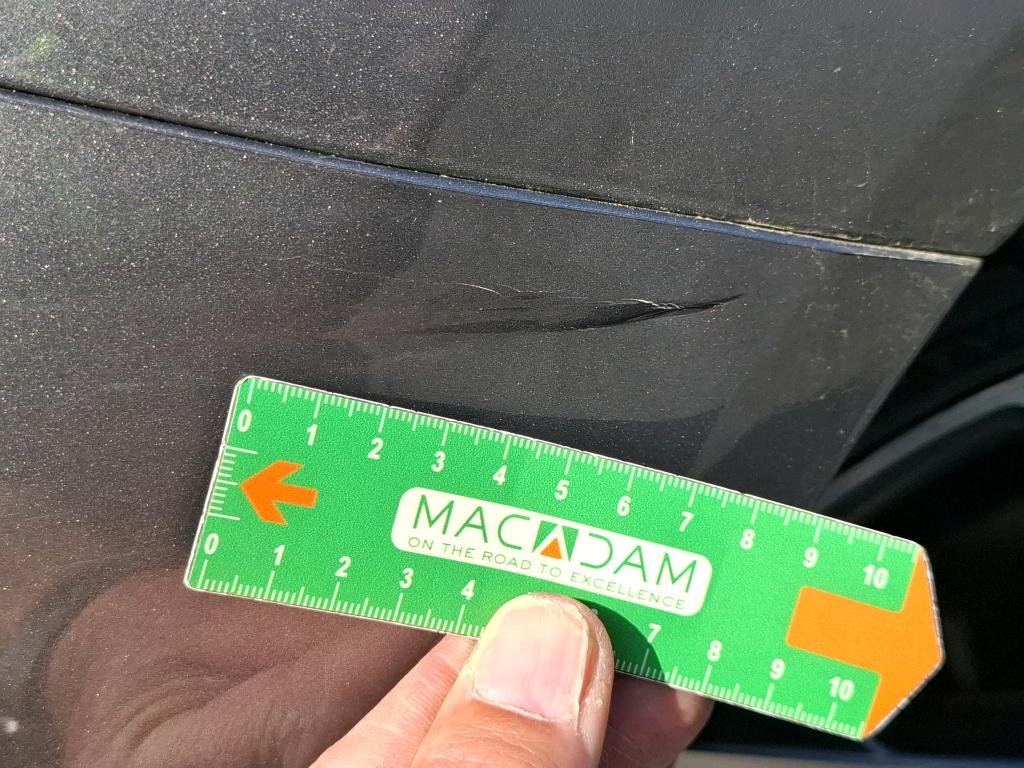 0 1 2 3 4 5 6 7 8 9 10
MACADAM
ON THE ROAD TO EXCELLENCE
0 1 2 3 4 7 8 9 10